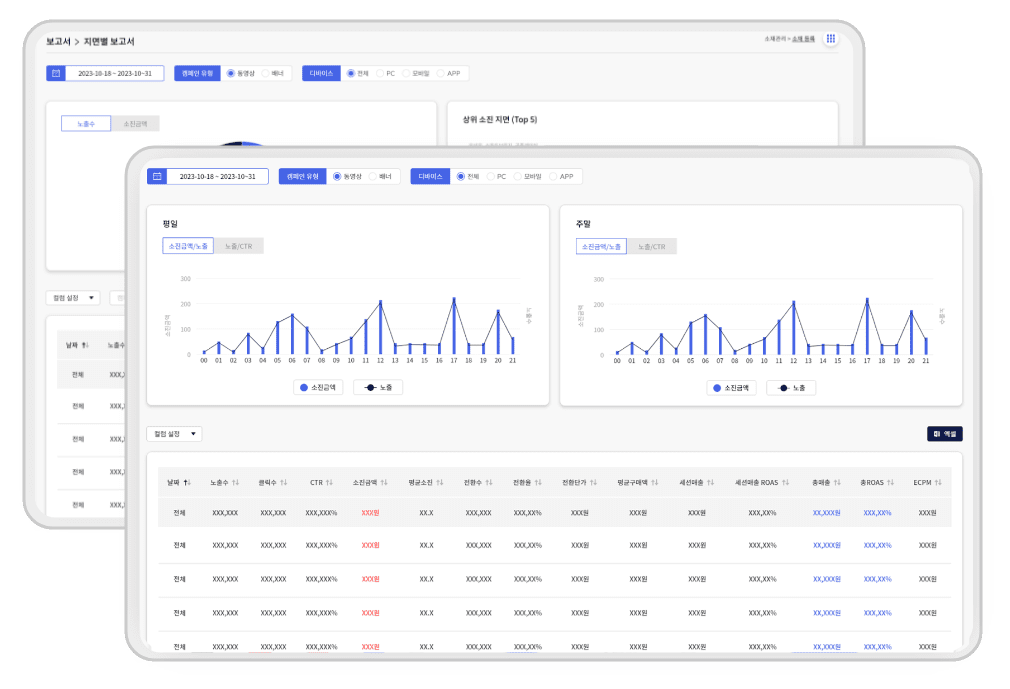 보고서 > 지면별 보고서
소재관리 > 소재 등록
2023-10-18 ~ 2023-10-31
캠페인 유형
동영상
배너
디바이스
전체
PC
모바일
APP
노출수
소진금액
상위 소진 지면 (Top 5)
컬럼 설정
날짜
노출수
전체 XXX,
전체 XXX,
전체 XXX,
전체 XXX,
전체 XXX,
2023-10-18 ~ 2023-10-31
캠페인 유형
동영상
배너
디바이스
전체
PC
모바일
APP
평일
소진금액/노출
노출/CTR
소진금액
300
200
100
0
00 01 02 03 04 05 06 07 08 09 10 11 12 13 14 15 16 17 18 19 20 21
소진금액
노출
주말
소진금액/노출
노출/CTR
소진금액
300
200
100
0
00 01 02 03 04 05 06 07 08 09 10 11 12 13 14 15 16 17 18 19 20 21
소진금액
노출
컬럼 설정
엑셀
날짜 노출수 클릭수 CTR 소진금액 평균소진 전환수 전환율 전환단가 평균구매액 세션매출 세션매출 ROAS 총매출 총ROAS ECPM
전체 XXX,XXX XXX,XXX XXX,XXX% XXX원 XX.X XXX,XXX XXX,XX% XXX원 XXX원 XXX원 XXX,XX% XX,XXX원 XXX,XX% XXX원
전체 XXX,XXX XXX,XXX XXX,XXX% XXX원 XX.X XXX,XXX XXX,XX% XXX원 XXX원 XXX원 XXX,XX% XX,XXX원 XXX,XX% XXX원
전체 XXX,XXX XXX,XXX XXX,XXX% XXX원 XX.X XXX,XXX XXX,XX% XXX원 XXX원 XXX원 XXX,XX% XX,XXX원 XXX,XX% XXX원
전체 XXX,XXX XXX,XXX XXX,XXX% XXX원 XX.X XXX,XXX XXX,XX% XXX원 XXX원 XXX원 XXX,XX% XX,XXX원 XXX,XX% XXX원
전체 XXX,XXX XXX,XXX XXX,XXX% XXX원 XX.X XXX,XXX XXX,XX% XXX원 XXX원 XXX원 XXX,XX% XX,XXX원 XXX,XX% XXX원